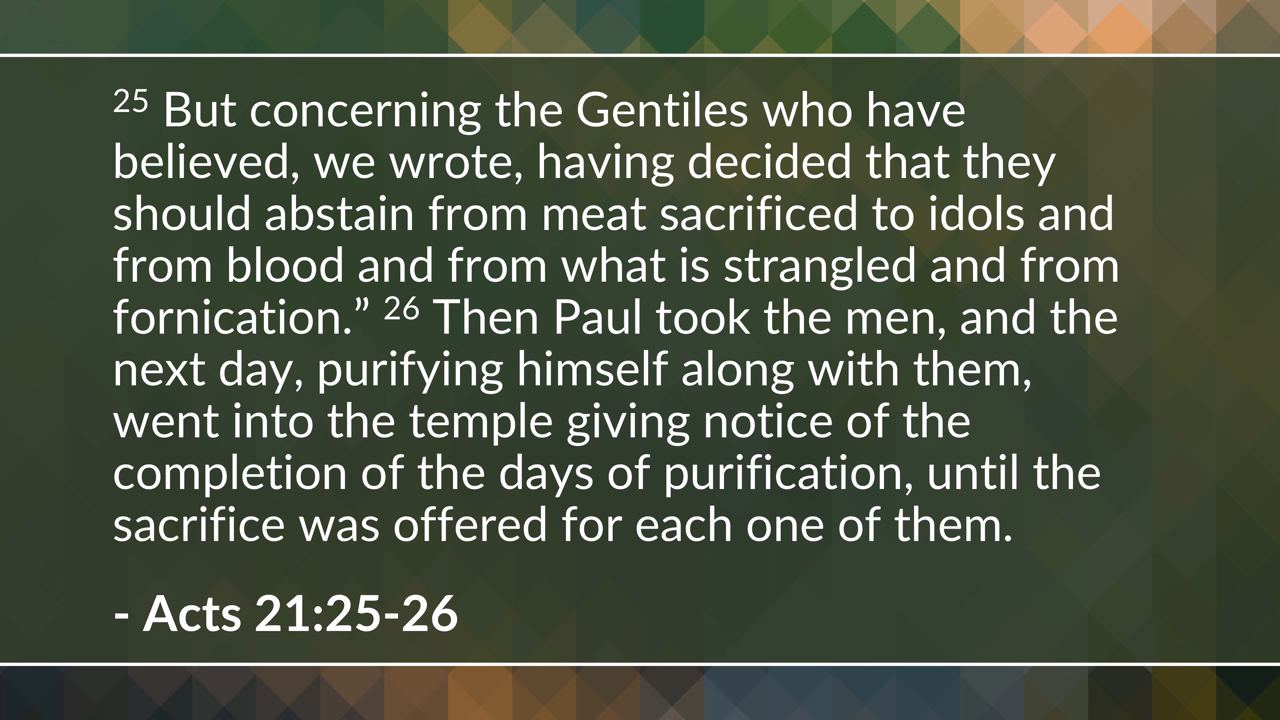 25 But concerning the Gentiles who have
believed, we wrote, having decided that they
should abstain from meat sacrificed to idols and
from blood and from what is strangled and from
fornication.” 26 Then Paul took the men, and the
next day, purifying himself along with them,
went into the temple giving notice of the
completion of the days of purification, until the
sacrifice was offered for each one of them.
- Acts 21:25-26